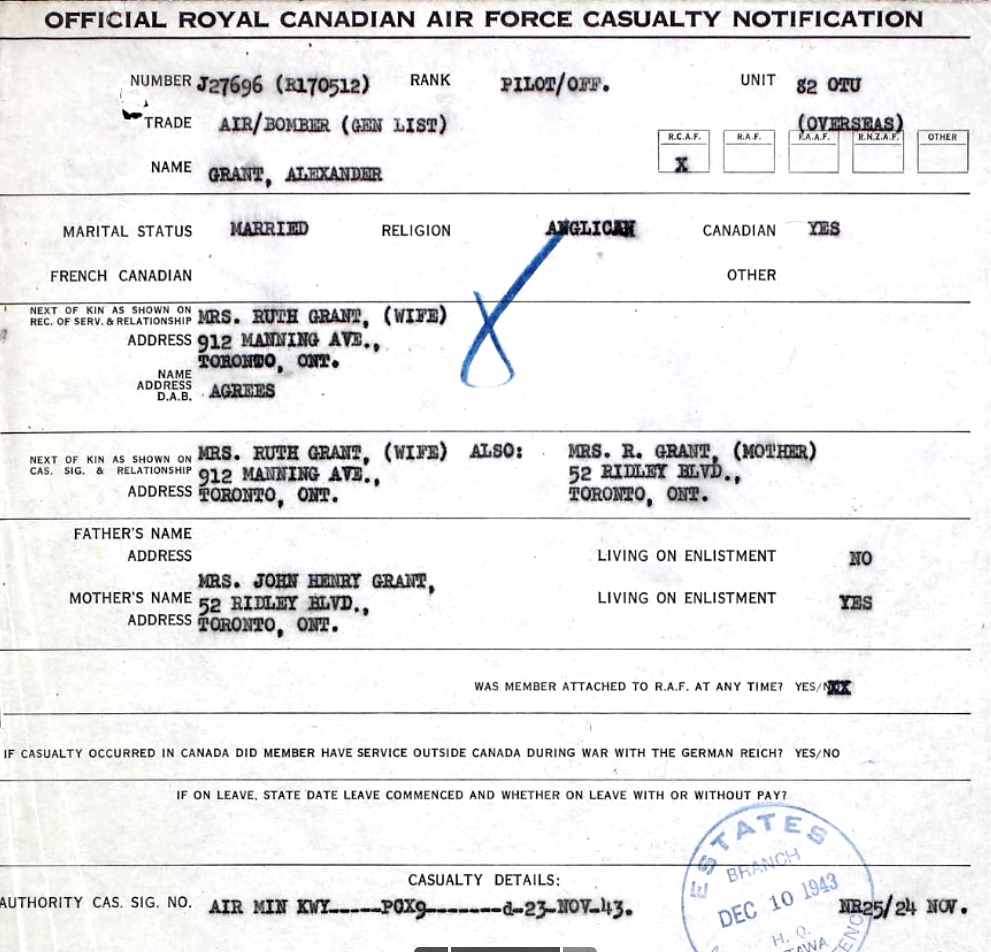 OFFICIAL ROYAL CANADIAN AIR FORCE CASUALTY NOTIFICATION
NUMBER J27696 (R170512) RANK PILOT/OFF. UNIT 82 OTU
TRADE AIR/BOMBER (GEN LIST) (OVERSEAS)
R.C.A.F. R.A.F. R.A.A.F. R.N.Z.A.F. OTHER
X
NAME GRANT, ALEXANDER
MARITAL STATUS MARRIED RELIGION ANGLICAN CANADIAN YES
FRENCH CANADIAN OTHER
NEXT OF KIN AS SHOWN ON
REC. OF SERV. & RELATIONSHIP MRS. RUTH GRANT, (WIFE)
ADDRESS 912 MANNING AVE.,
TORONTO, ONT.
NAME
ADDRESS
D.A.B. AGREES
NEXT OF KIN AS SHOWN ON
CAS. SIG. & RELATIONSHIP MRS. RUTH GRANT, (WIFE) ALSO: MRS. R. GRANT, (MOTHER)
912 MANNING AVE., 52 RIDLEY BLVD.,
ADDRESS TORONTO, ONT. TORONTO, ONT.
FATHER'S NAME
ADDRESS LIVING ON ENLISTMENT NO
MRS. JOHN HENRY GRANT,
MOTHER'S NAME 52 RIDLEY BLVD., LIVING ON ENLISTMENT YES
ADDRESS TORONTO, ONT.
WAS MEMBER ATTACHED TO R.A.F. AT ANY TIME? YES/
IF CASUALTY OCCURRED IN CANADA DID MEMBER HAVE SERVICE OUTSIDE CANADA DURING WAR WITH THE GERMAN REICH? YES/NO
IF ON LEAVE, STATE DATE LEAVE COMMENCED AND WHETHER ON LEAVE WITH OR WITHOUT PAY?
ESTATES
BRANCH
DEC 10 1943
H. Q.
CASUALTY DETAILS:
AUTHORITY CAS. SIG. NO. AIR MIN KWY-----POX9-------d-23-NOV-43. NR25/24 NOV.